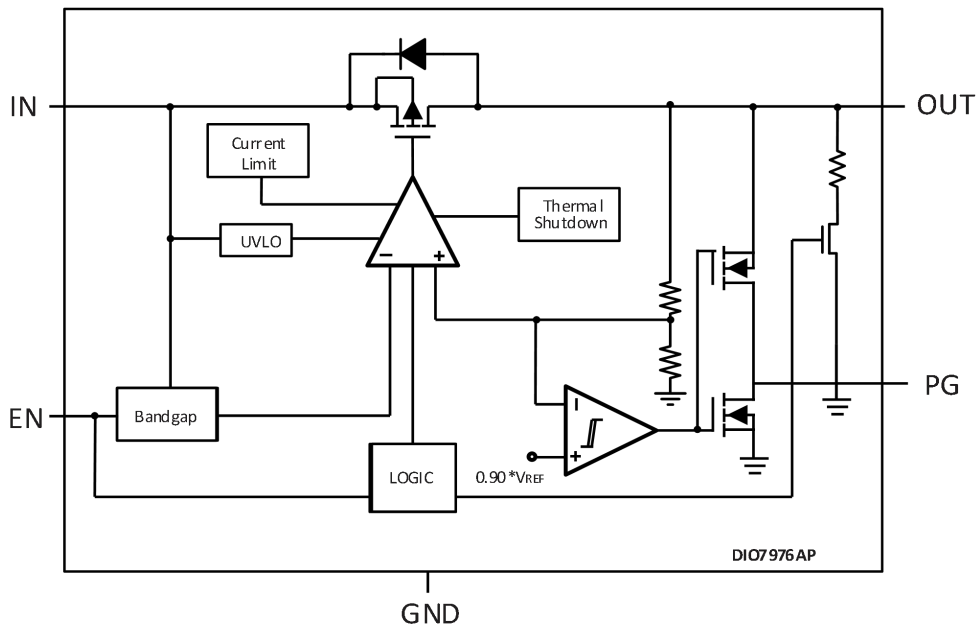 IN
OUT
Current
Limit
Thermal
Shutdown
UVLO
−
+
EN
Bandgap
PG
LOGIC
0.90*VREF
+
DIO7976AP
GND